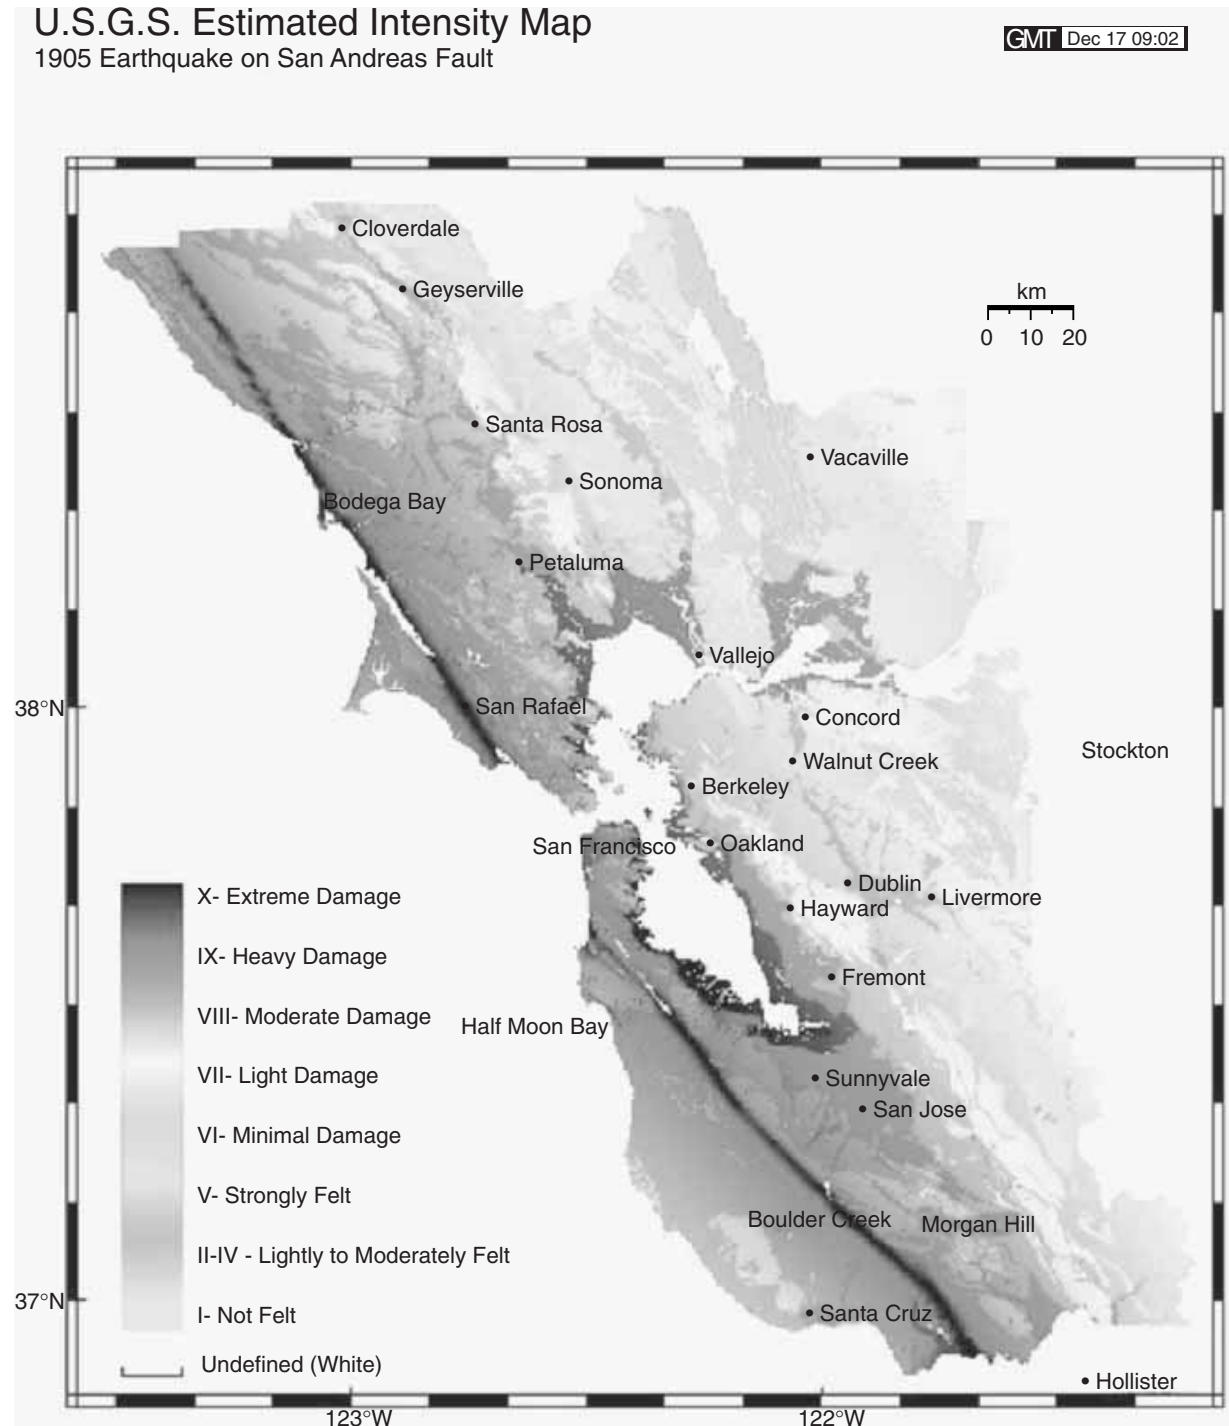 U.S.G.S. Estimated Intensity Map
1905 Earthquake on San Andreas Fault
GMT Dec 17 09:02
Cloverdale
Geyserville
km
0 10 20
Santa Rosa
Vacaville
Sonoma
Bodega Bay
Petaluma
Vallejo
38°N
San Rafael
Concord
Stockton
Walnut Creek
Berkeley
San Francisco
Oakland
Dublin
Livermore
Hayward
Fremont
Half Moon Bay
Sunnyvale
San Jose
Boulder Creek
Morgan Hill
Santa Cruz
Hollister
X- Extreme Damage
IX- Heavy Damage
VIII- Moderate Damage
VII- Light Damage
VI- Minimal Damage
V- Strongly Felt
II-IV - Lightly to Moderately Felt
I- Not Felt
Undefined (White)
37°N
123°W
122°W